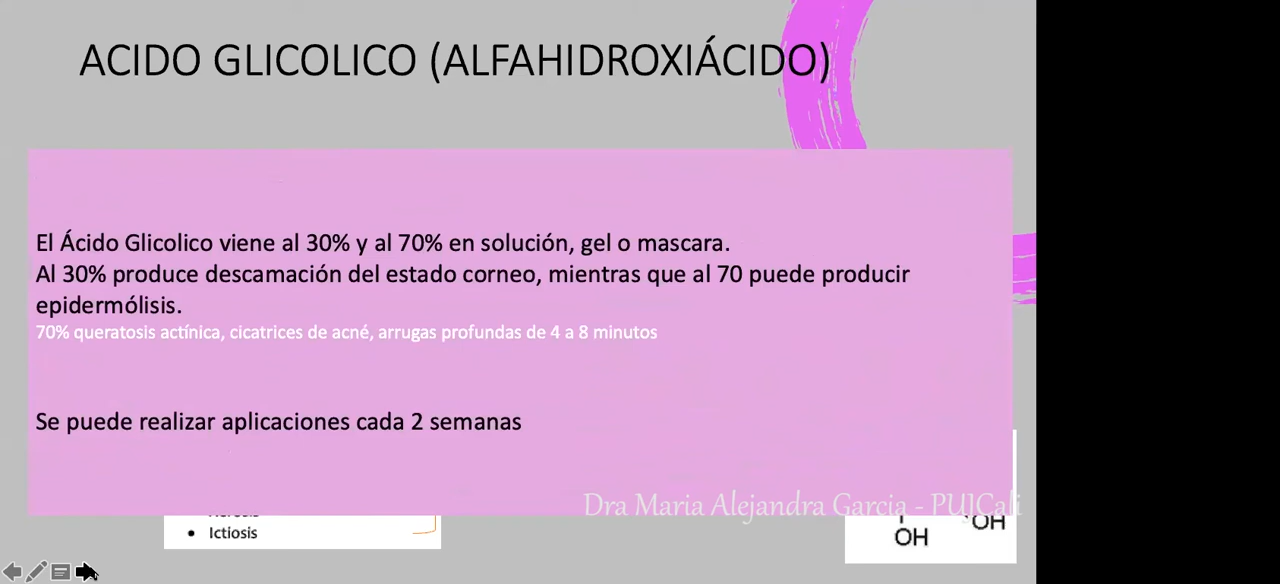 ACIDO GLICOLICO (ALFAHIDROXIÁCIDO)
El Ácido Glicolico viene al 30% y al 70% en solución, gel o mascara.
Al 30% produce descamación del estado corneo, mientras que al 70 puede producir
epidermólisis.
70% queratosis actínica, cicatrices de acné, arrugas profundas de 4 a 8 minutos
Se puede realizar aplicaciones cada 2 semanas
Dra Maria Alejandra Garcia - PUJCali
• Ictiosis
OH
OH